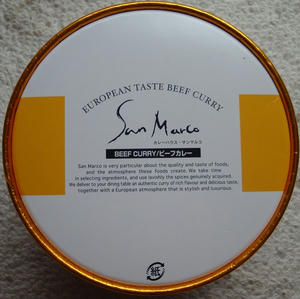 EUROPEAN TASTE BEEF CURRY
San Marco
カレーハウス・サンマルコ
BEEF CURRY/ビーフカレー
San Marco is very particular about the quality and taste of foods,
and the atmosphere these foods create. We take time
in selecting ingredients, and use lavishly the spices genuinely acquired.
We deliver to your dining table an authentic curry of rich flavour and delicious taste,
together with a European atmosphere that is stylish and luxurious.
紙